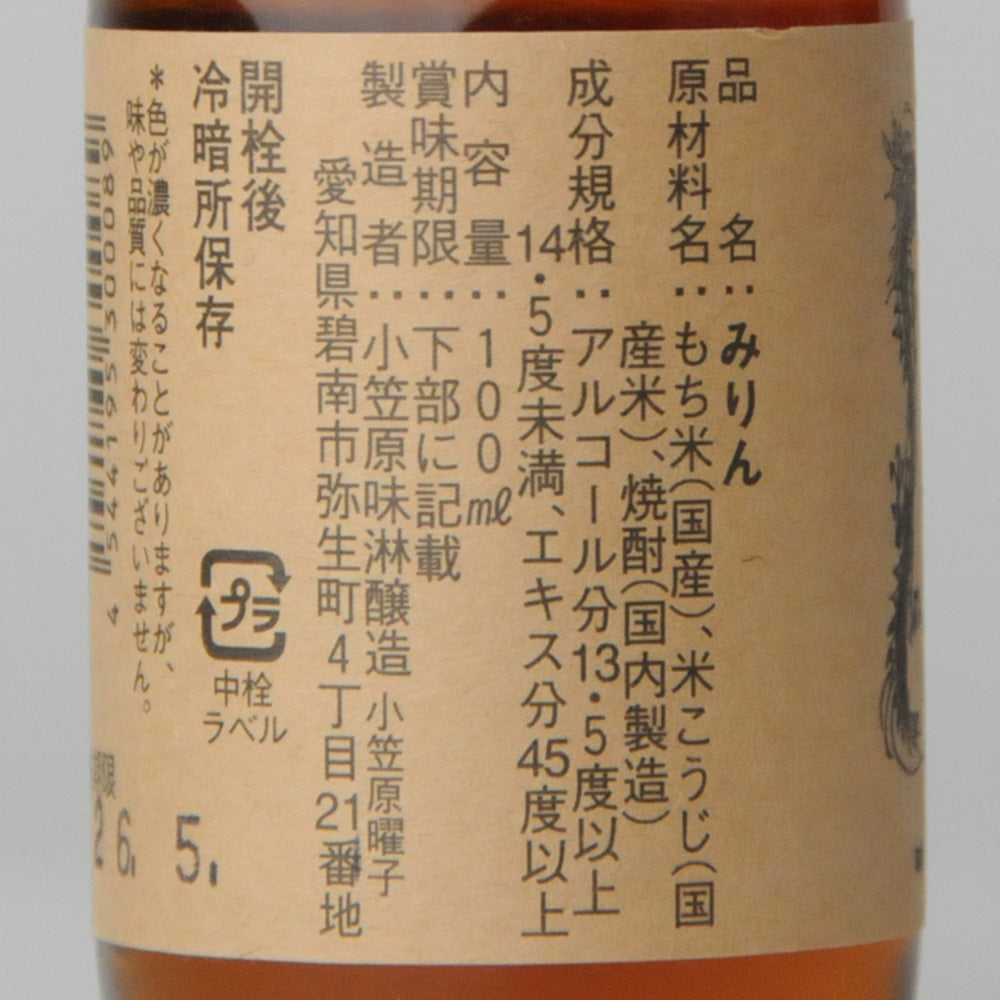 品名：みりん
原材料名：もち米（国産）、米こうじ（国
産米）、焼酎（国内製造）
成分規格：アルコール分13・5度以上
14・5度未満、エキス分45度以上
内容量：100㎖
賞味期限：下部に記載
製造者：小笠原味淋醸造 小笠原曜子
愛知県碧南市弥生町4丁目21番地
開栓後
冷暗所保存
プラ
中栓
ラベル
＊色が濃くなることがありますが、
味や品質には変わりございません。
26. 5.